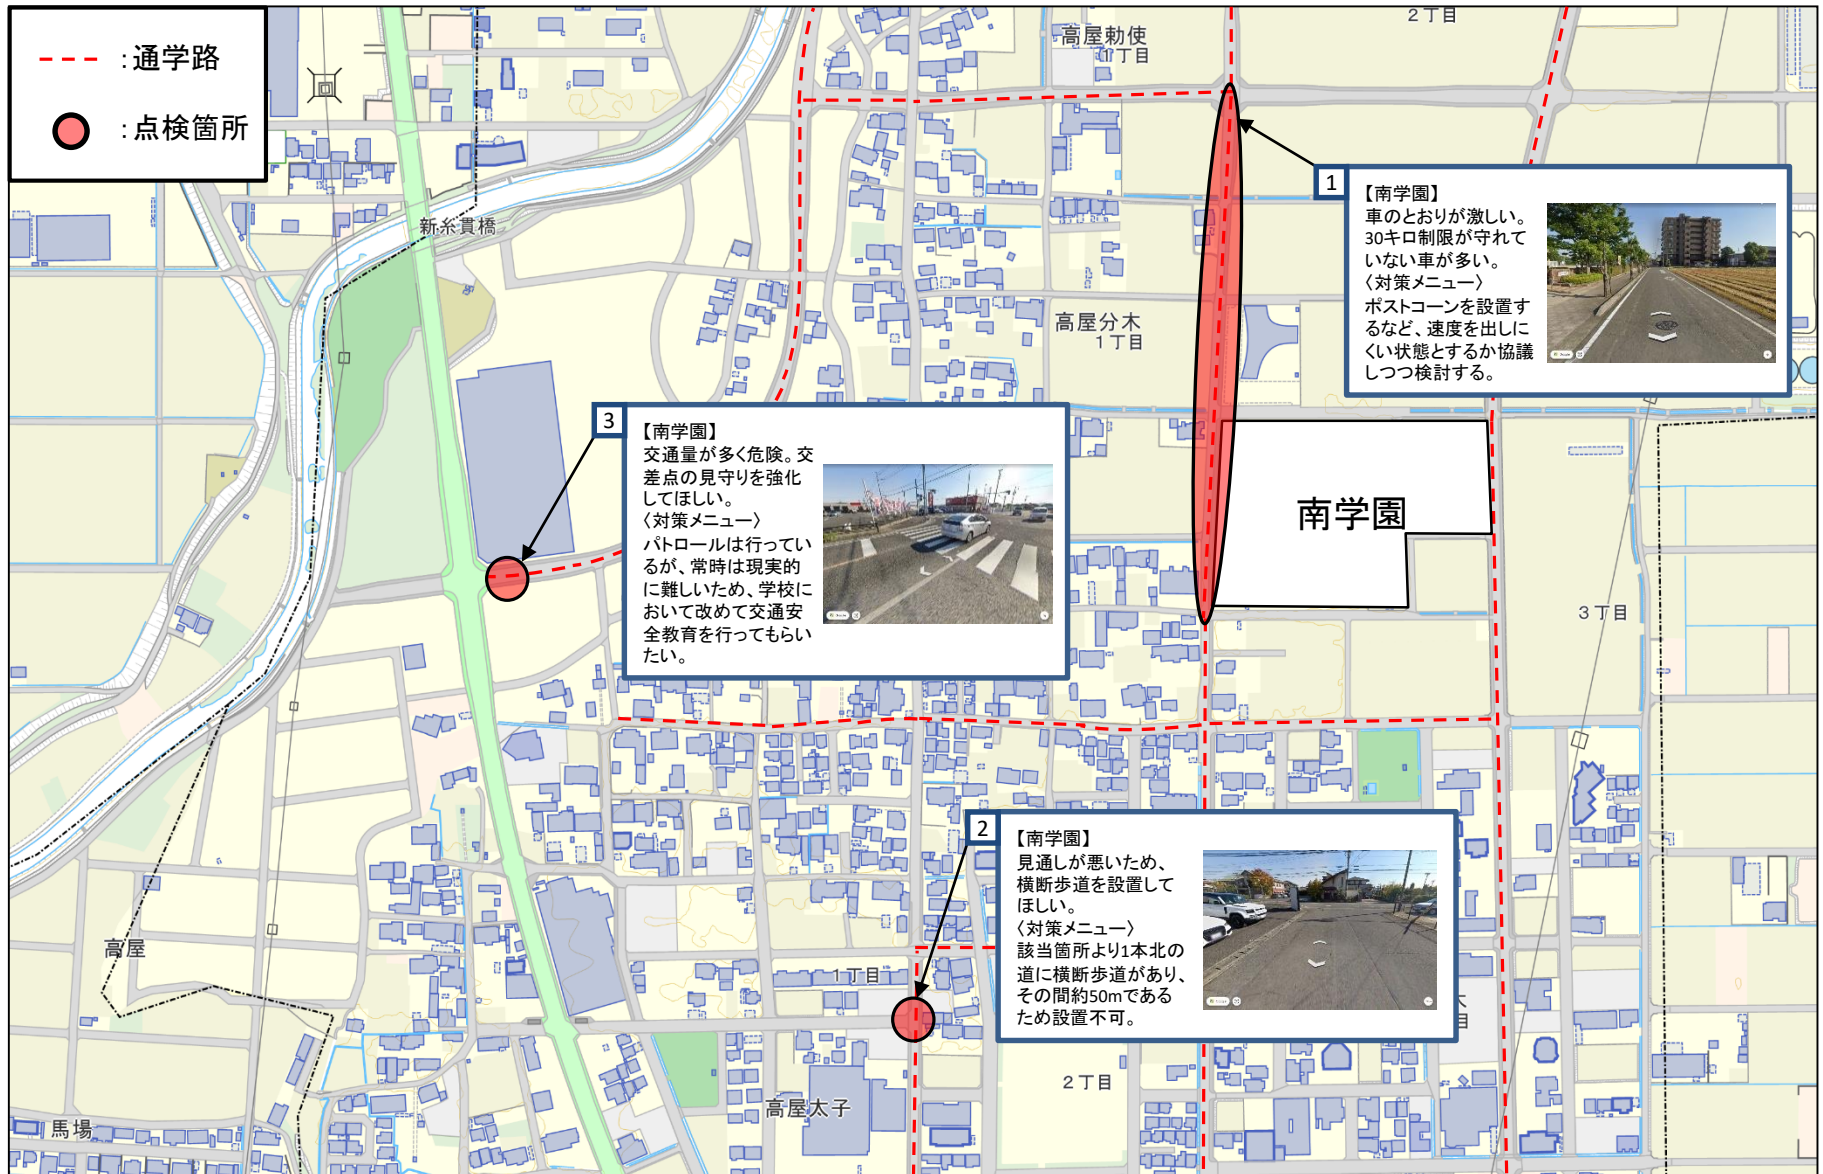 ：通学路
：点検箇所
2丁目
高屋勅使
1丁目
新糸貫橋
高屋分木
1丁目
1
【南学園】
車のとおりが激しい。
30キロ制限が守れて
いない車が多い。
〈対策メニュー〉
ポストコーンを設置す
るなど、速度を出しに
くい状態とするか協議
しつつ検討する。
3
【南学園】
交通量が多く危険。交
差点の見守りを強化
してほしい。
〈対策メニュー〉
パトロールは行ってい
るが、常時は現実的
に難しいため、学校に
おいて改めて交通安
全教育を行ってもらい
たい。
南学園
3丁目
2
【南学園】
見通しが悪いため、
横断歩道を設置して
ほしい。
〈対策メニュー〉
該当箇所より1本北の
道に横断歩道があり、
その間約50mである
ため設置不可。
高屋
1丁目
2丁目
高屋太子
馬場